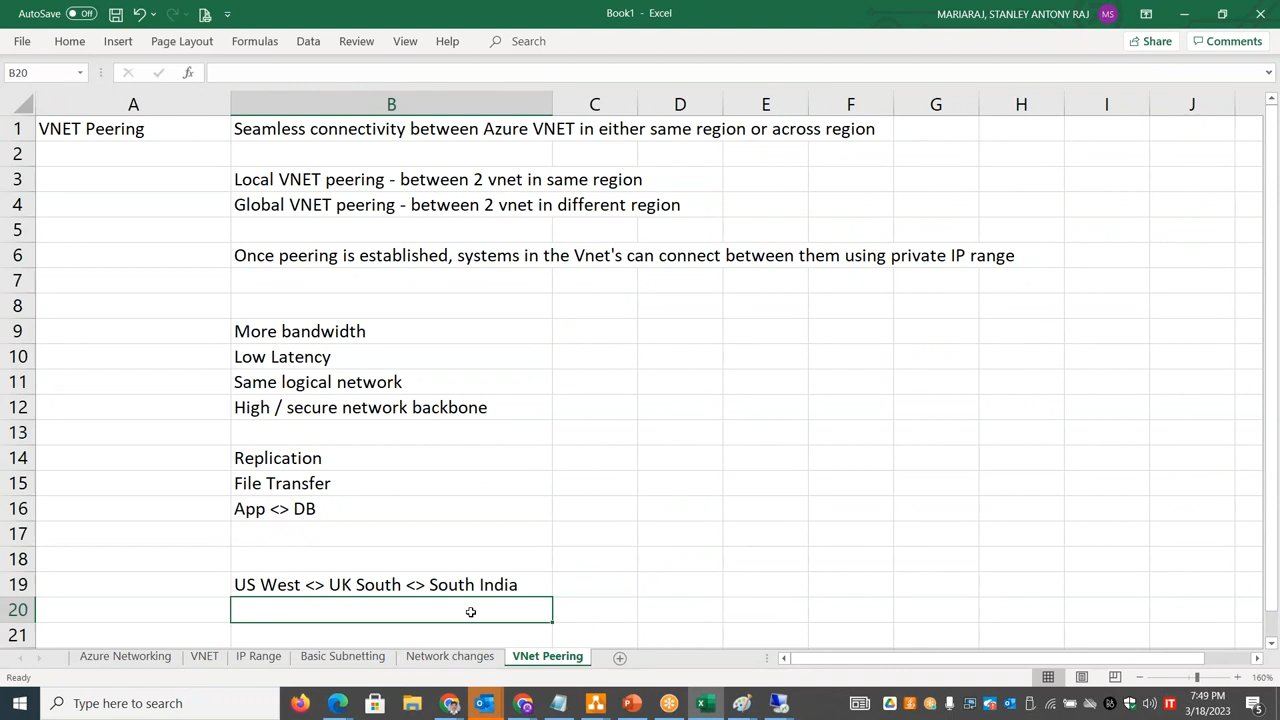 AutoSave Off
Book1 - Excel
MARIARAJ, STANLEY ANTONY RAJ MS
File Home Insert Page Layout Formulas Data Review View Help Search Share Comments
B20 fx
A B C D E F G H I J
1 VNET Peering Seamless connectivity between Azure VNET in either same region or across region
2
3 Local VNET peering - between 2 vnet in same region
4 Global VNET peering - between 2 vnet in different region
5
6 Once peering is established, systems in the Vnet's can connect between them using private IP range
7
8
9 More bandwidth
10 Low Latency
11 Same logical network
12 High / secure network backbone
13
14 Replication
15 File Transfer
16 App <> DB
17
18
19 US West <> UK South <> South India
20
21
Azure Networking VNET IP Range Basic Subnetting Network changes VNet Peering
Ready 160%
Type here to search
7:49 PM
3/18/2023